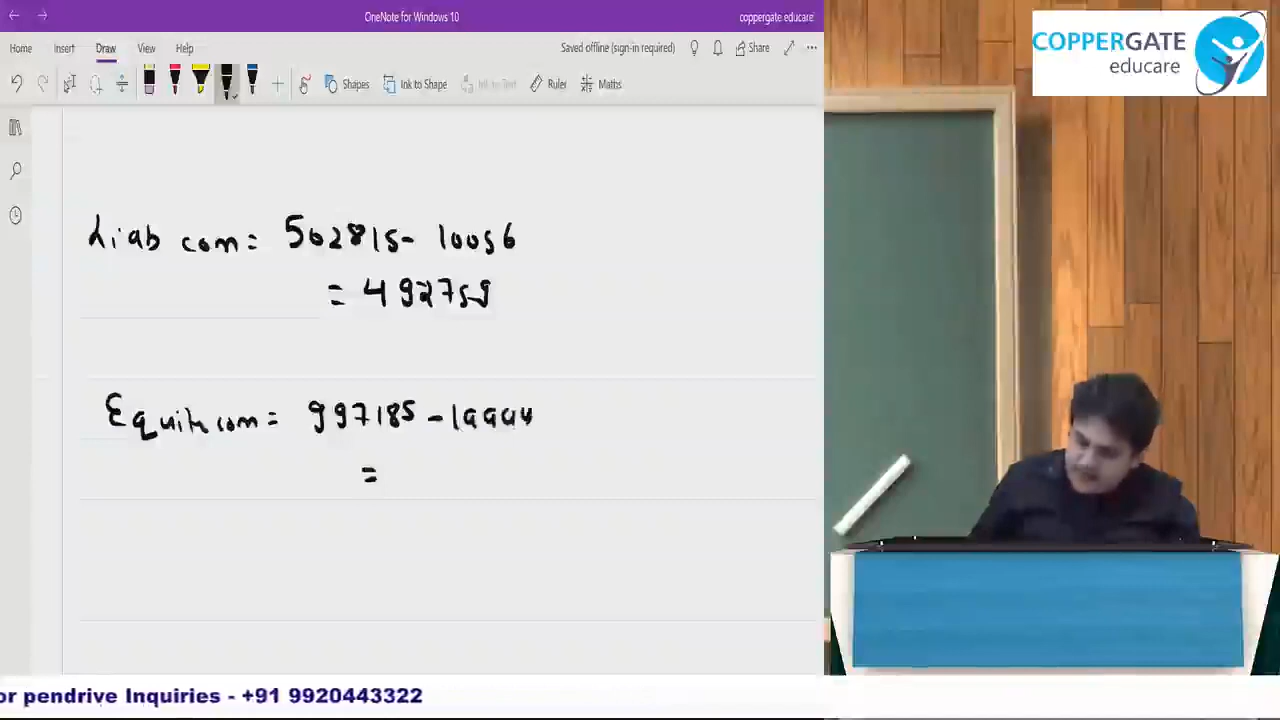 OneNote for Windows 10
coppergate educare
Home Insert Draw View Help
Saved offline (sign-in required)
Share
Shapes
Ink to Shape
Ink to Text
Ruler
Maths
COPPERGATE
educare
Liab com = 502815 - 10056
= 492759
com = 997185 - 19944
=
or pendrive Inquiries - +91 9920443322